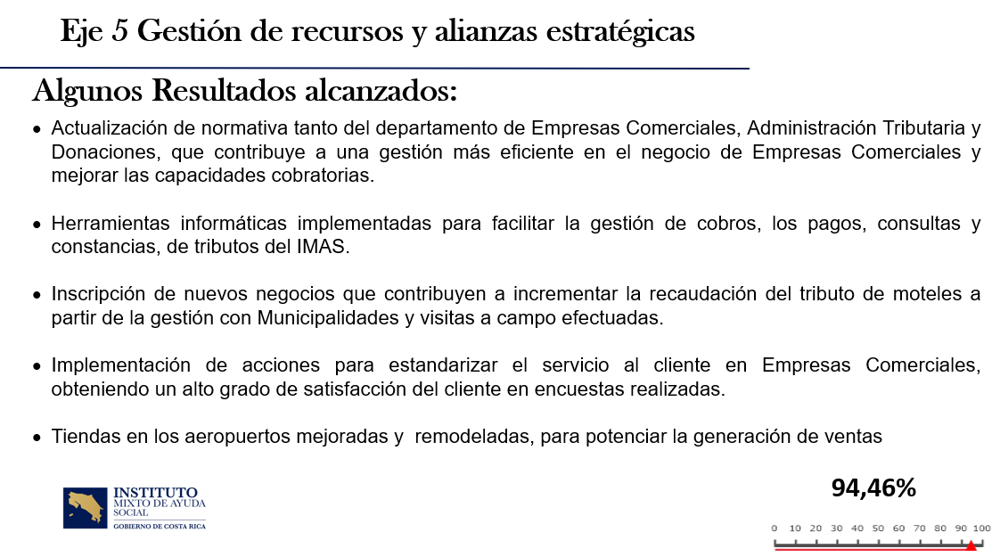 Eje 5 Gestión de recursos y alianzas estratégicas
Algunos Resultados alcanzados:
• Actualización de normativa tanto del departamento de Empresas Comerciales, Administración Tributaria y
Donaciones, que contribuye a una gestión más eficiente en el negocio de Empresas Comerciales y
mejorar las capacidades cobratorias.
• Herramientas informáticas implementadas para facilitar la gestión de cobros, los pagos, consultas y
constancias, de tributos del IMAS.
• Inscripción de nuevos negocios que contribuyen a incrementar la recaudación del tributo de moteles a
partir de la gestión con Municipalidades y visitas a campo efectuadas.
• Implementación de acciones para estandarizar el servicio al cliente en Empresas Comerciales,
obteniendo un alto grado de satisfacción del cliente en encuestas realizadas.
• Tiendas en los aeropuertos mejoradas y  remodeladas, para potenciar la generación de ventas
INSTITUTO
MIXTO DE AYUDA
SOCIAL
GOBIERNO DE COSTA RICA
94,46%
0 10 20 30 40 50 60 70 80 90 100